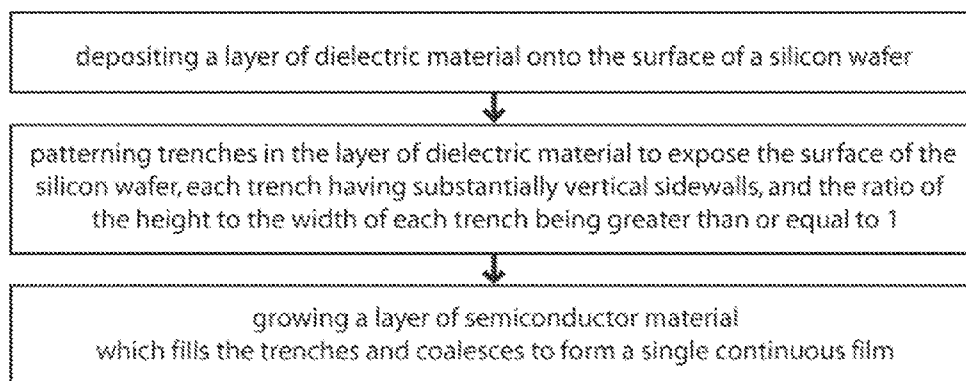 depositing a layer of dielectric material onto the surface of a silicon wafer
patterning trenches in the layer of dielectric material to expose the surface of the
silicon wafer, each trench having substantially vertical sidewalls, and the ratio of
the height to the width of each trench being greater than or equal to 1
growing a layer of semiconductor material
which fills the trenches and coalesces to form a single continuous film